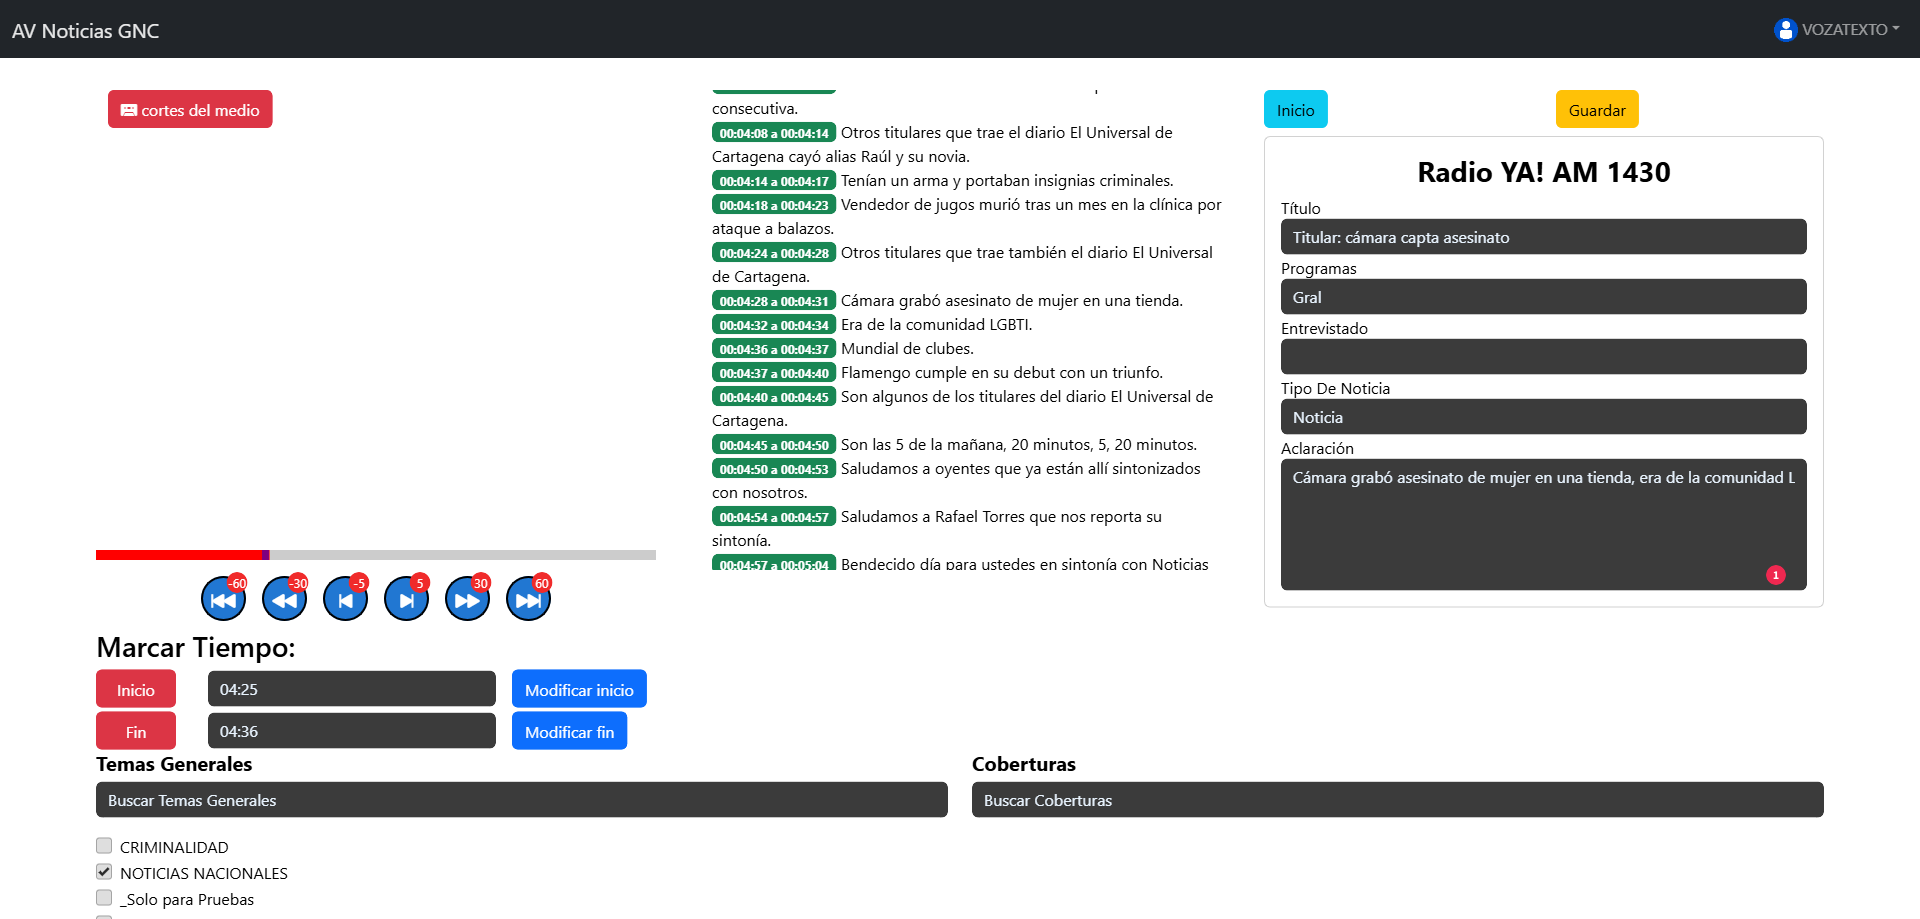 AV Noticias GNC
VOZATEXTO
cortes del medio
consecutiva.
00:04:08 a 00:04:14 Otros titulares que trae el diario El Universal de
Cartagena cayó alias Raúl y su novia.
00:04:14 a 00:04:17 Tenían un arma y portaban insignias criminales.
00:04:18 a 00:04:23 Vendedor de jugos murió tras un mes en la clínica por
ataque a balazos.
00:04:24 a 00:04:28 Otros titulares que trae también el diario El Universal
de Cartagena.
00:04:28 a 00:04:31 Cámara grabó asesinato de mujer en una tienda.
00:04:32 a 00:04:34 Era de la comunidad LGBTI.
00:04:36 a 00:04:37 Mundial de clubes.
00:04:37 a 00:04:40 Flamengo cumple en su debut con un triunfo.
00:04:40 a 00:04:45 Son algunos de los titulares del diario El Universal de
Cartagena.
00:04:45 a 00:04:50 Son las 5 de la mañana, 20 minutos, 5, 20 minutos.
00:04:50 a 00:04:53 Saludamos a oyentes que ya están allí sintonizados
con nosotros.
00:04:54 a 00:04:57 Saludamos a Rafael Torres que nos reporta su
sintonía.
00:04:57 a 00:05:04 Bendecido día para ustedes en sintonía con Noticias
Inicio
Guardar
Radio YA! AM 1430
Título
Titular: cámara capta asesinato
Programas
Gral
Entrevistado
Tipo De Noticia
Noticia
Aclaración
Cámara grabó asesinato de mujer en una tienda, era de la comunidad L
1
-60
-30
-5
5
30
60
Marcar Tiempo:
Inicio
04:25
Modificar inicio
Fin
04:36
Modificar fin
Temas Generales
Buscar Temas Generales
CRIMINALIDAD
NOTICIAS NACIONALES
_Solo para Pruebas
Coberturas
Buscar Coberturas